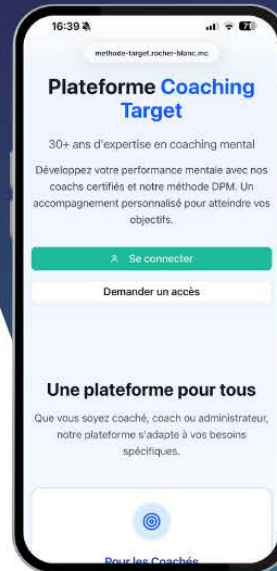 16:39
methode-target.rocher-blanc.mc
Plateforme Coaching
Target
30+ ans d'expertise en coaching mental
Développez votre performance mentale avec nos
coachs certifiés et notre méthode DPM. Un
accompagnement personnalisé pour atteindre vos
objectifs.
Se connecter
Demander un accès
Une plateforme pour tous
Que vous soyez coaché, coach ou administrateur,
notre plateforme s'adapte à vos besoins
spécifiques.
Pour les Coachés